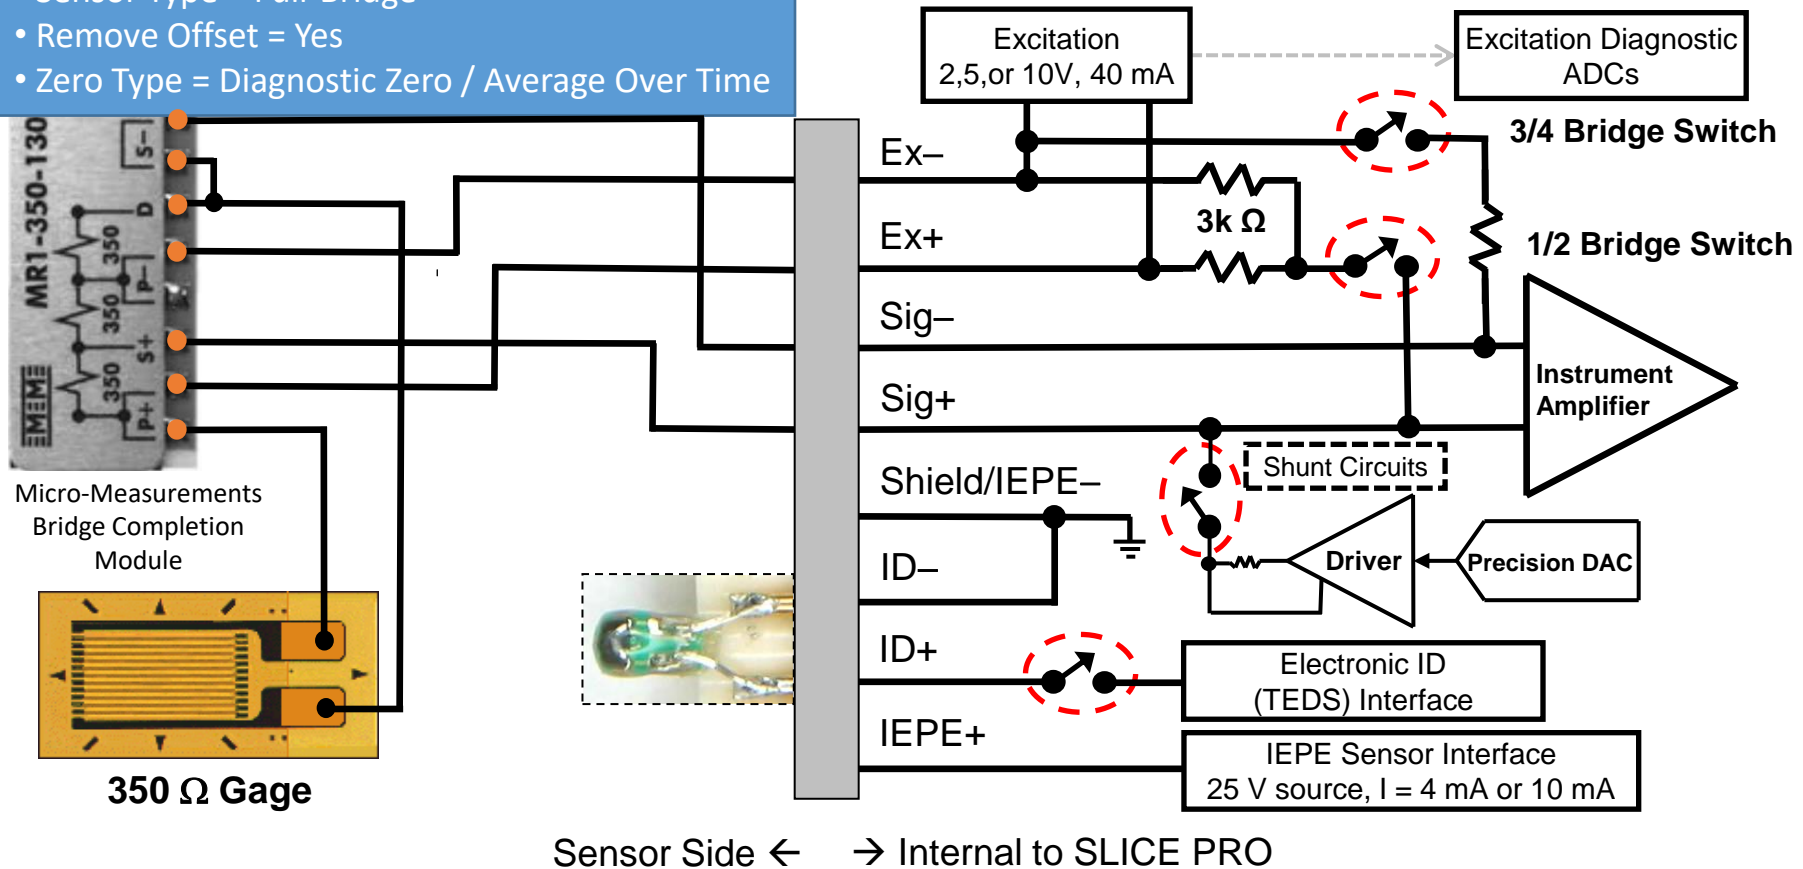 • Remove Offset = Yes
• Zero Type = Diagnostic Zero / Average Over Time
Excitation
2,5,or 10V, 40 mA
Excitation Diagnostic
ADCs
3/4 Bridge Switch
1/2 Bridge Switch
MR1-350-130
S–
D
P–
S+
P+
350
350
350
MM
Micro-Measurements
Bridge Completion
Module
350 Ω Gage
Ex–
Ex+
3k Ω
Sig–
Sig+
Instrument
Amplifier
Shield/IEPE–
Shunt Circuits
ID–
Driver
Precision DAC
ID+
Electronic ID
(TEDS) Interface
IEPE+
IEPE Sensor Interface
25 V source, I = 4 mA or 10 mA
Sensor Side ← → Internal to SLICE PRO